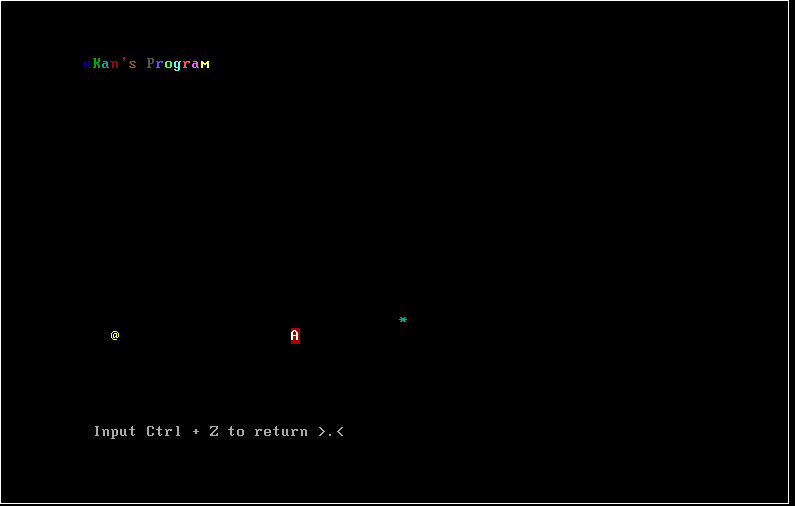 uKan's Program
*
@ A
Input Ctrl + Z to return >.<